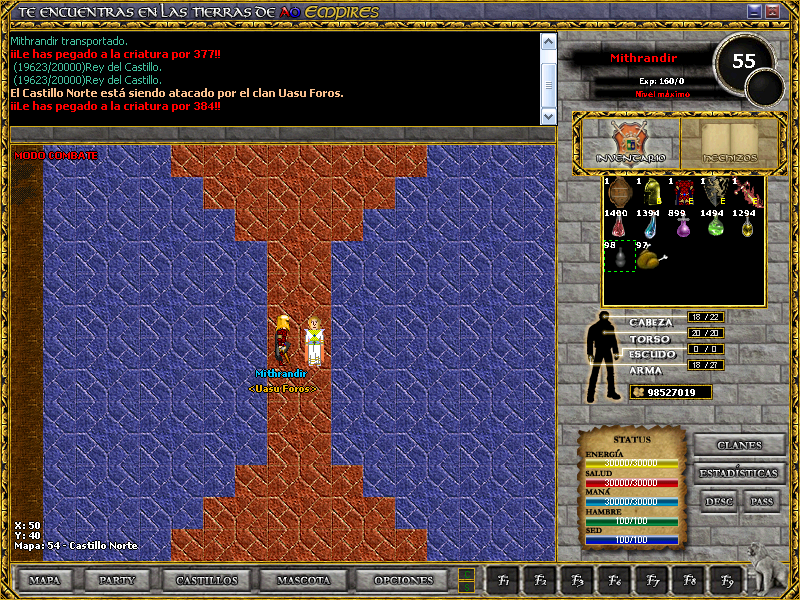 TE ENCUENTRAS EN LAS TIERRAS DE AO EMPIRES
Mithrandir transportado.
¡¡Le has pegado a la criatura por 377!!
(19623/20000)Rey del Castillo.
(19623/20000)Rey del Castillo.
El Castillo Norte está siendo atacado por el clan Uasu Foros.
¡¡Le has pegado a la criatura por 384!!
MODO COMBATE
Mithrandir
<Uasu Foros>
X: 50
Y: 40
Mapa: 54 - Castillo Norte
Mithrandir
Exp: 160/0
Nivel máximo
55
INVENTARIO
HECHIZOS
1 1 1 1 1
E E E
1400 1394 899 1494 1294
98 97
CABEZA 18 / 22
TORSO 20 / 20
ESCUDO 0 / 0
ARMA 18 / 27
98527019
STATUS
ENERGÍA
30000/30000
SALUD
30000/30000
MANÁ
30000/30000
HAMBRE
100/100
SED
100/100
CLANES
ESTADÍSTICAS
DESC PASS
MAPA PARTY CASTILLOS MASCOTA OPCIONES F1 F2 F3 F6 F7 F8 F9